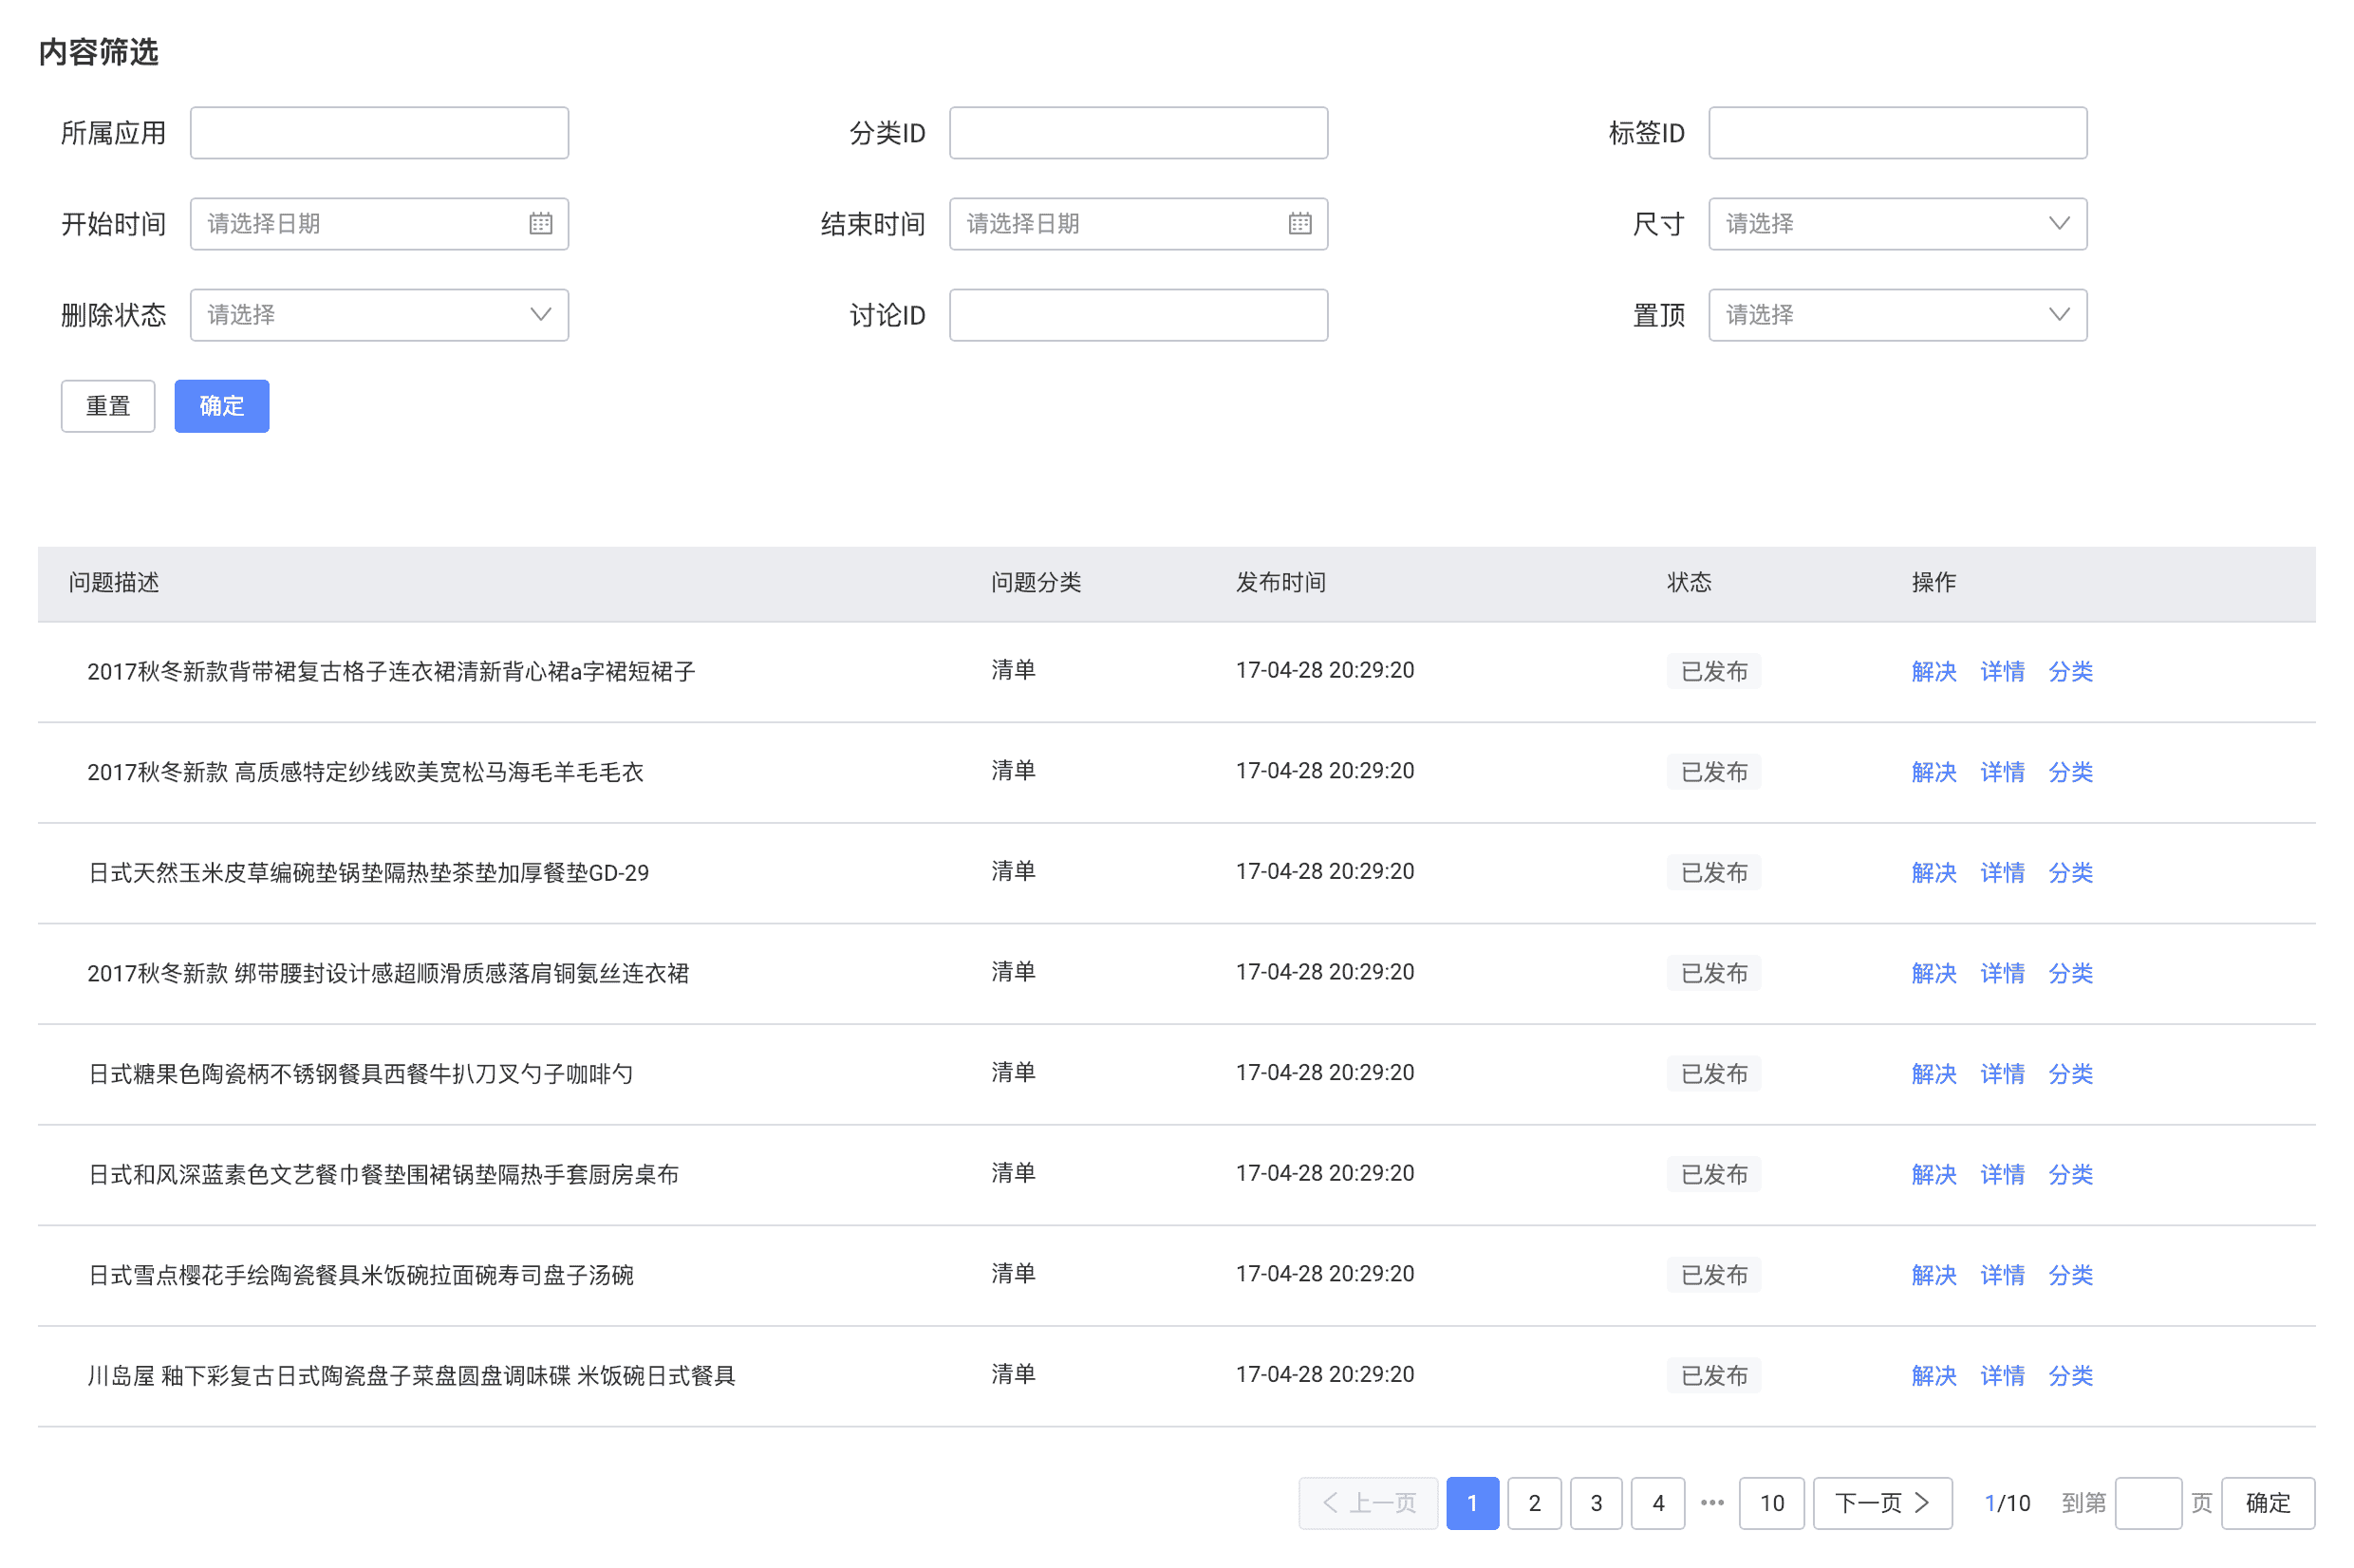 内容筛选
所属应用 分类ID 标签ID
开始时间 请选择日期 结束时间 请选择日期 尺寸 请选择
删除状态 请选择 讨论ID 置顶 请选择
重置 确定
问题描述 问题分类 发布时间 状态 操作
2017秋冬新款背带裙复古格子连衣裙清新背心裙a字裙短裙子 清单 17-04-28 20:29:20 已发布 解决 详情 分类
2017秋冬新款 高质感特定纱线欧美宽松马海毛羊毛毛衣 清单 17-04-28 20:29:20 已发布 解决 详情 分类
日式天然玉米皮草编碗垫锅垫隔热垫茶垫加厚餐垫GD-29 清单 17-04-28 20:29:20 已发布 解决 详情 分类
2017秋冬新款 绑带腰封设计感超顺滑质感落肩铜氨丝连衣裙 清单 17-04-28 20:29:20 已发布 解决 详情 分类
日式糖果色陶瓷柄不锈钢餐具西餐牛扒刀叉勺子咖啡勺 清单 17-04-28 20:29:20 已发布 解决 详情 分类
日式和风深蓝素色文艺餐巾餐垫围裙锅垫隔热手套厨房桌布 清单 17-04-28 20:29:20 已发布 解决 详情 分类
日式雪点樱花手绘陶瓷餐具米饭碗拉面碗寿司盘子汤碗 清单 17-04-28 20:29:20 已发布 解决 详情 分类
川岛屋 釉下彩复古日式陶瓷盘子菜盘圆盘调味碟 米饭碗日式餐具 清单 17-04-28 20:29:20 已发布 解决 详情 分类
上一页 1 2 3 4 ••• 10 下一页 1/10 到第 页 确定